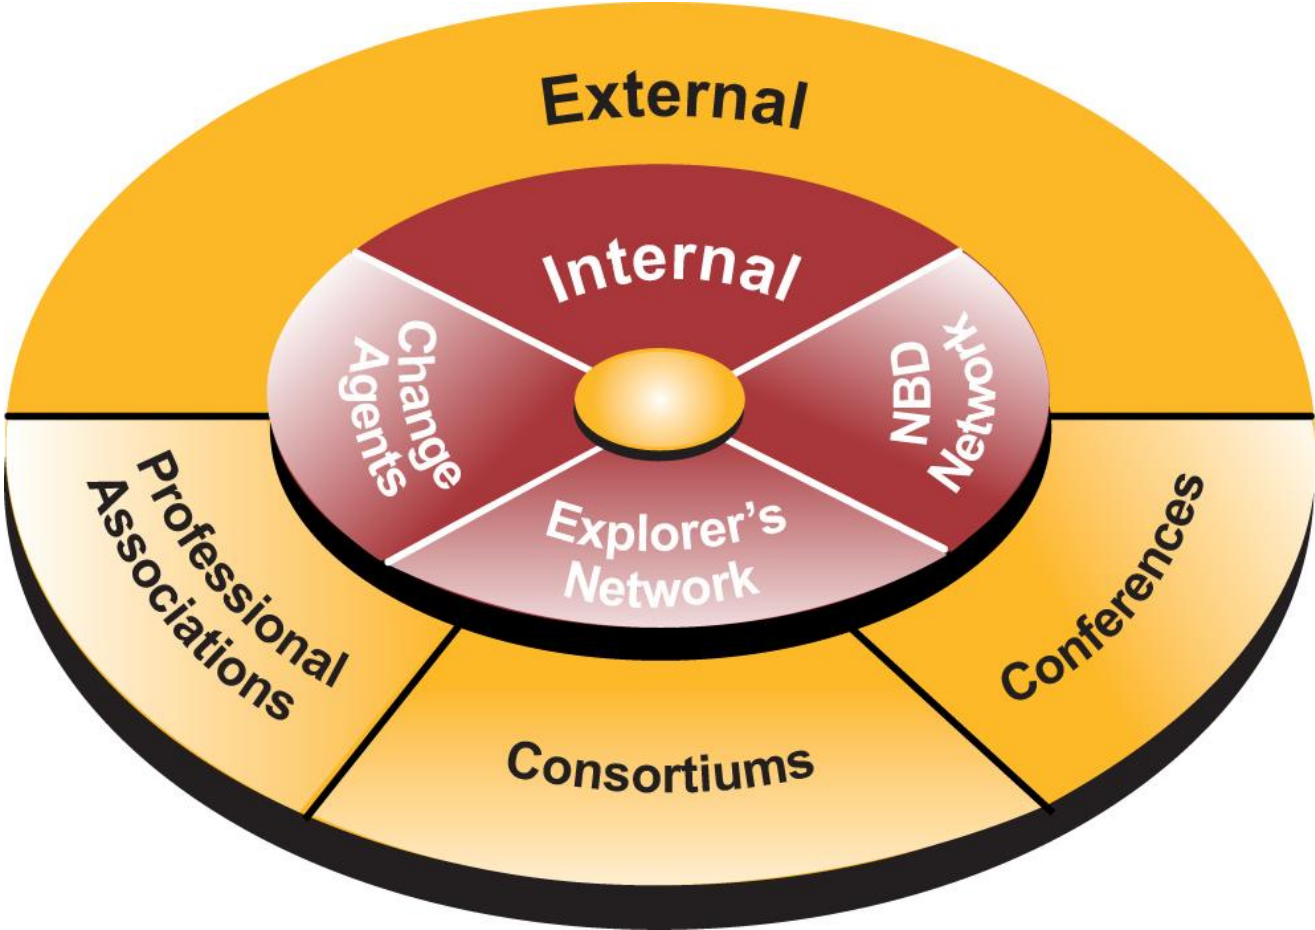 External
Internal
Change
Agents
NBD
Network
Explorer's
Network
Professional
Associations
Consortiums
Conferences